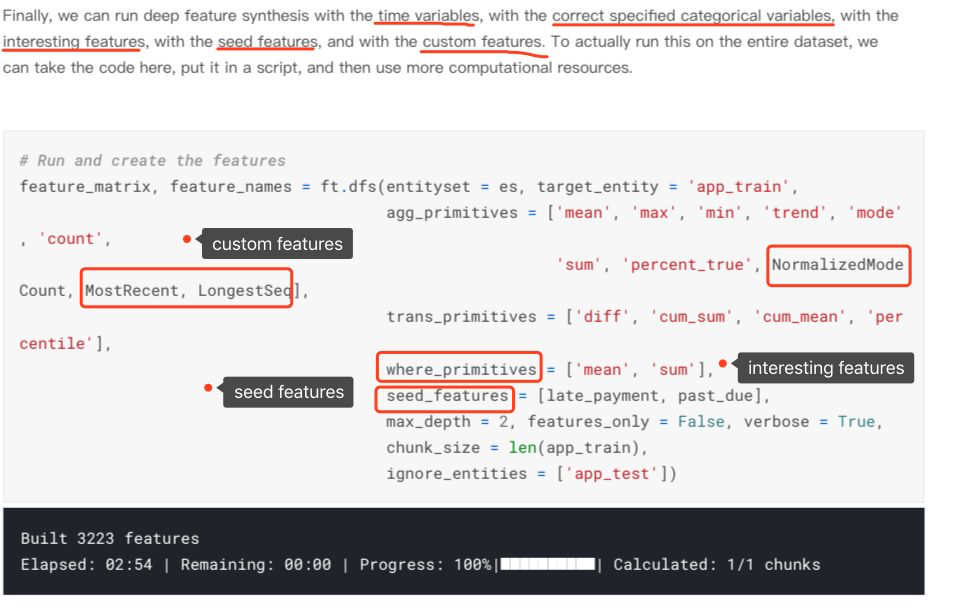 Finally, we can run deep feature synthesis with the time variables, with the correct specified categorical variables, with the
interesting features, with the seed features, and with the custom features. To actually run this on the entire dataset, we
can take the code here, put it in a script, and then use more computational resources.
# Run and create the features
feature_matrix, feature_names = ft.dfs(entityset = es, target_entity = 'app_train',
agg_primitives = ['mean', 'max', 'min', 'trend', 'mode'
, 'count',
custom features
'sum', 'percent_true', NormalizedMode
Count, MostRecent, LongestSeq],
trans_primitives = ['diff', 'cum_sum', 'cum_mean', 'per
centile'],
where_primitives = ['mean', 'sum'],
interesting features
seed features
seed_features = [late_payment, past_due],
max_depth = 2, features_only = False, verbose = True,
chunk_size = len(app_train),
ignore_entities = ['app_test'])
Built 3223 features
Elapsed: 02:54 | Remaining: 00:00 | Progress: 100%|██████████| Calculated: 1/1 chunks